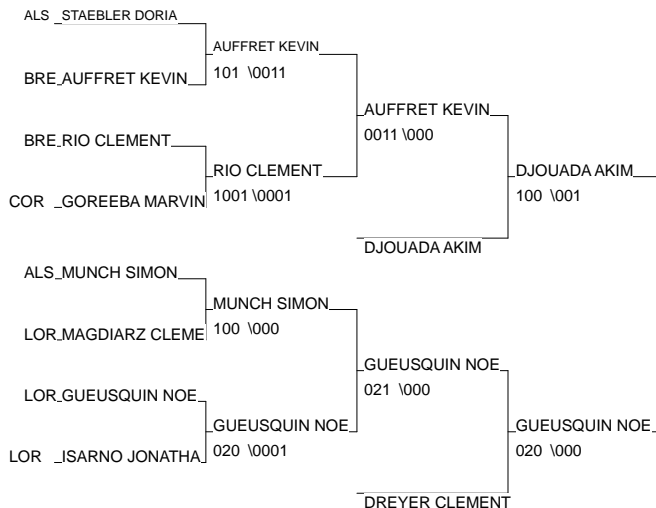 ALS STAEBLER DORIA
AUFFRET KEVIN
101 \0011
BRE AUFFRET KEVIN
AUFFRET KEVIN
0011 \000
BRE RIO CLEMENT
RIO CLEMENT
1001 \0001
DJOUADA AKIM
100 \001
COR GOREEBA MARVIN
DJOUADA AKIM
ALS MUNCH SIMON
MUNCH SIMON
100 \000
LOR MAGDIARZ CLEME
GUEUSQUIN NOE
021 \000
LOR GUEUSQUIN NOE
GUEUSQUIN NOE
020 \0001
GUEUSQUIN NOE
020 \000
LOR ISARNO JONATHA
DREYER CLEMENT